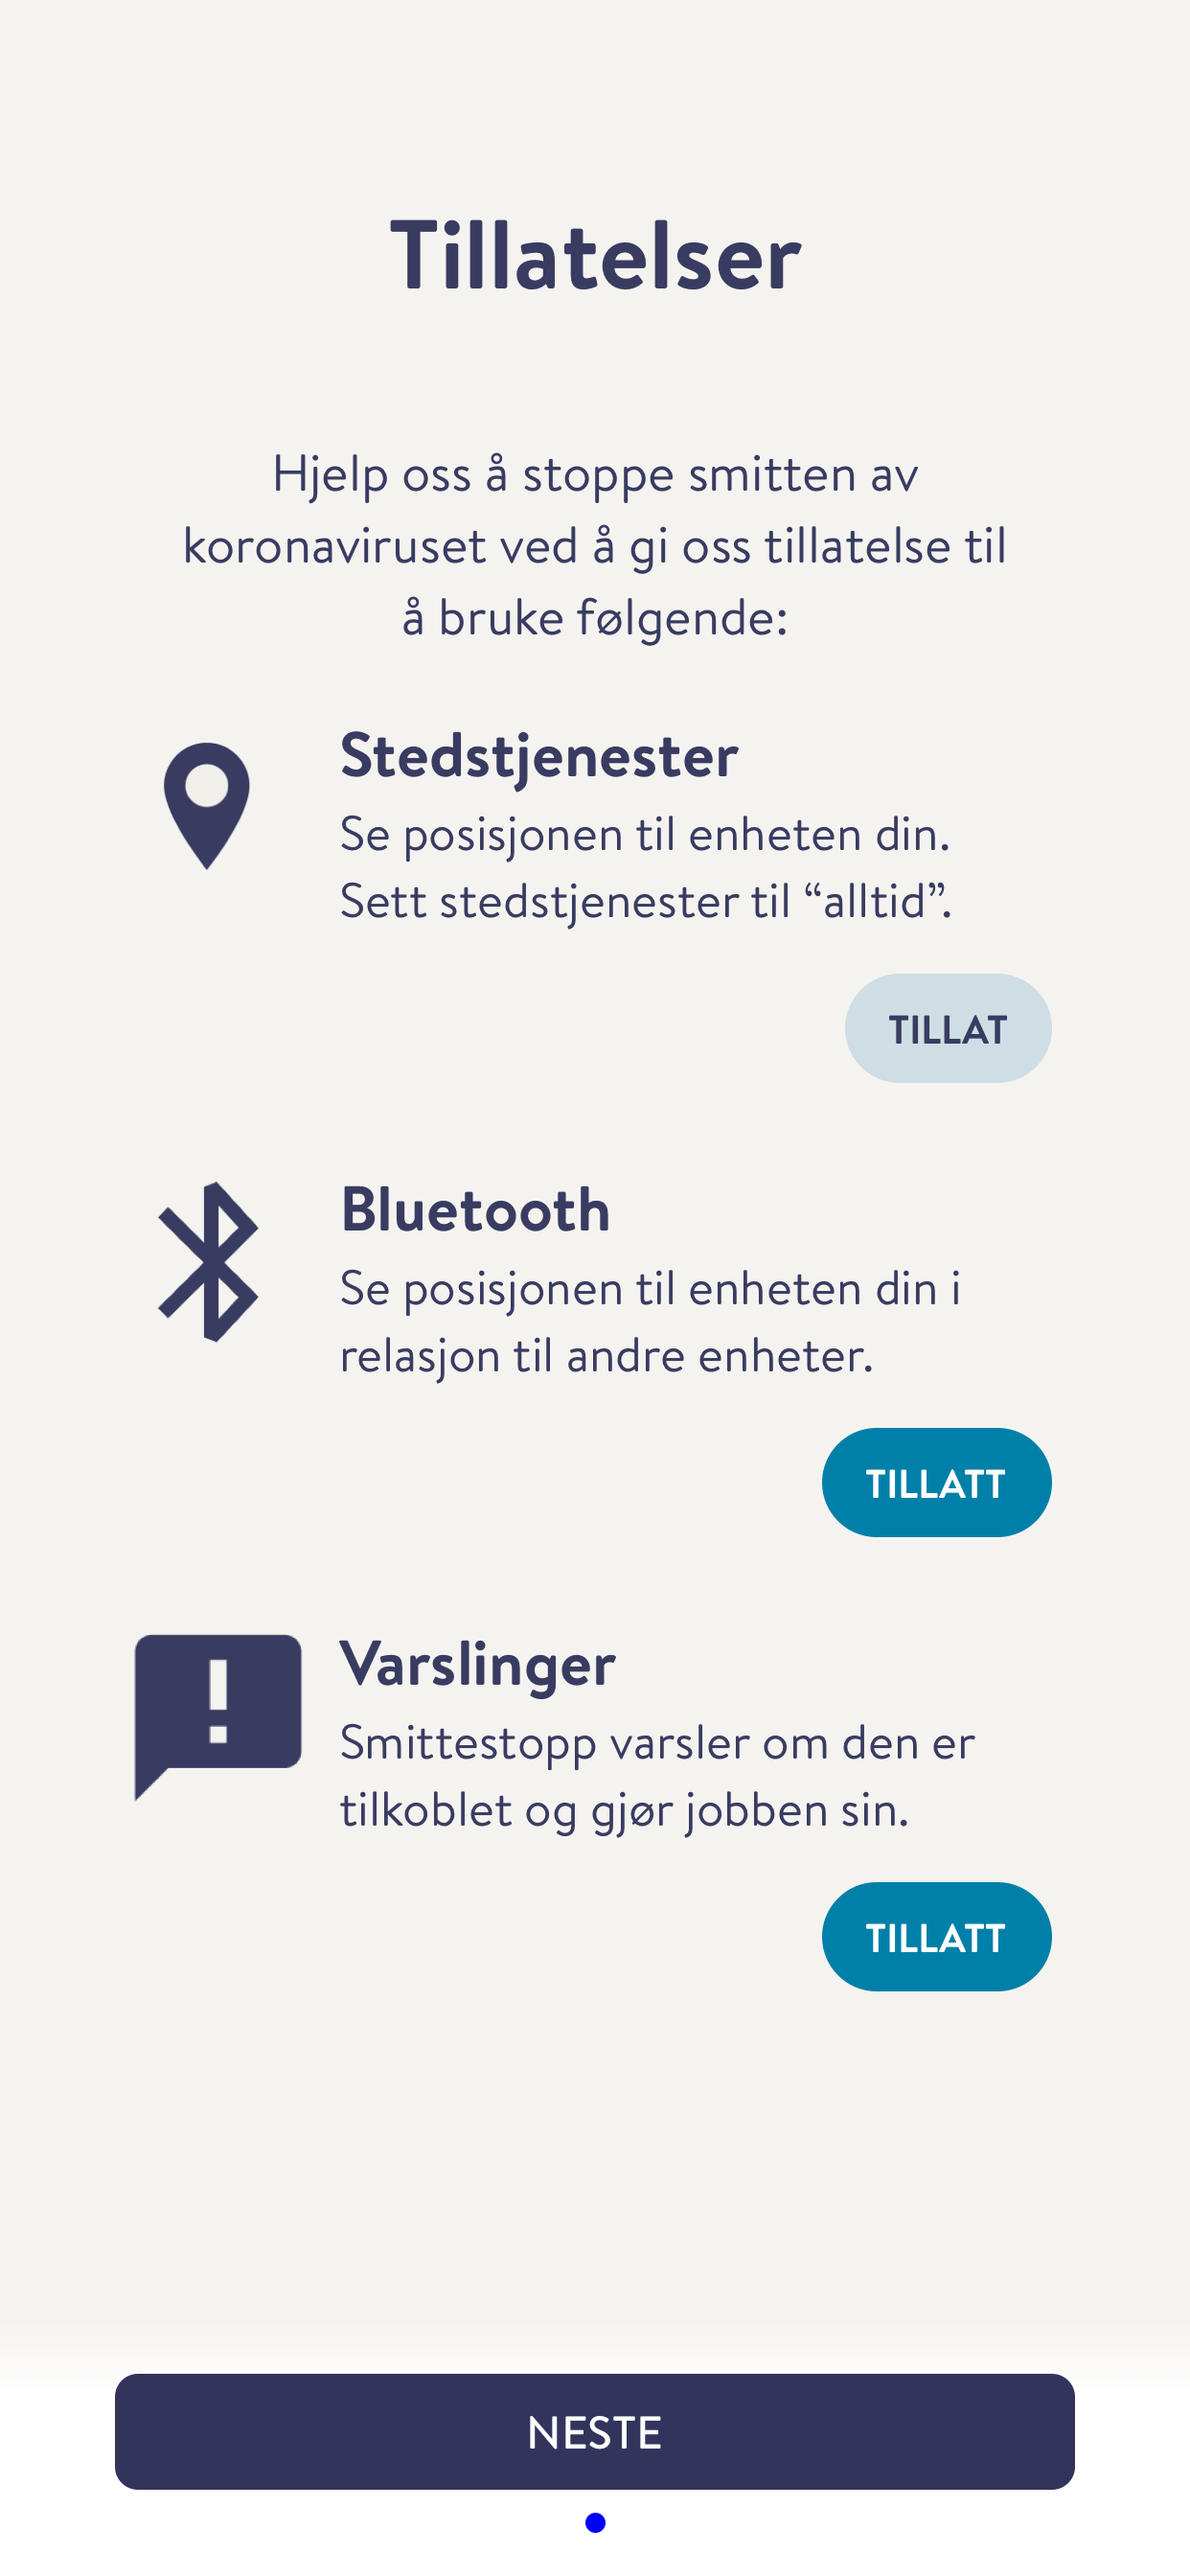 Tillatelser
Hjelp oss å stoppe smitten av
koronaviruset ved å gi oss tillatelse til
å bruke følgende:
Stedstjenester
Se posisjonen til enheten din.
Sett stedstjenester til “alltid”.
TILLAT
Bluetooth
Se posisjonen til enheten din i
relasjon til andre enheter.
TILLATT
Varslinger
Smittestopp varsler om den er
tilkoblet og gjør jobben sin.
TILLATT
NESTE